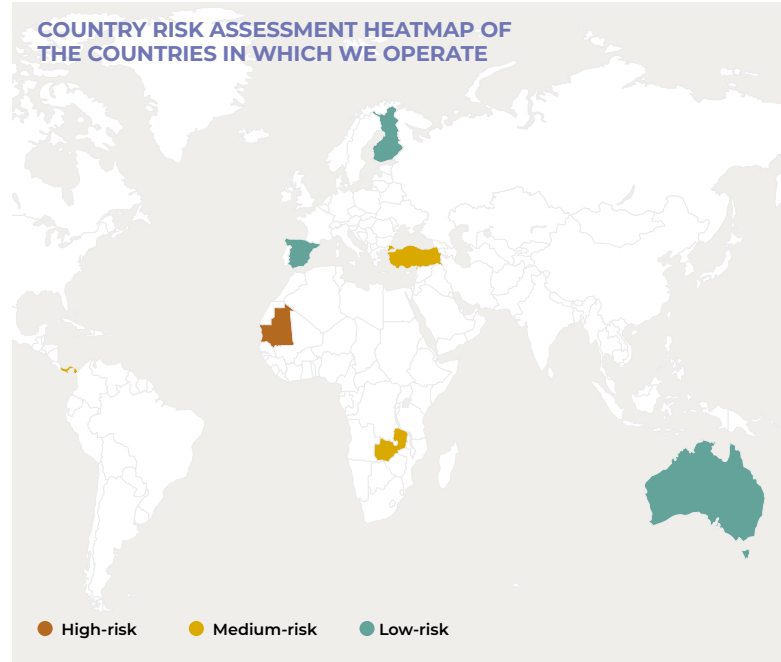 COUNTRY RISK ASSESSMENT HEATMAP OF
THE COUNTRIES IN WHICH WE OPERATE
High-risk
Medium-risk
Low-risk